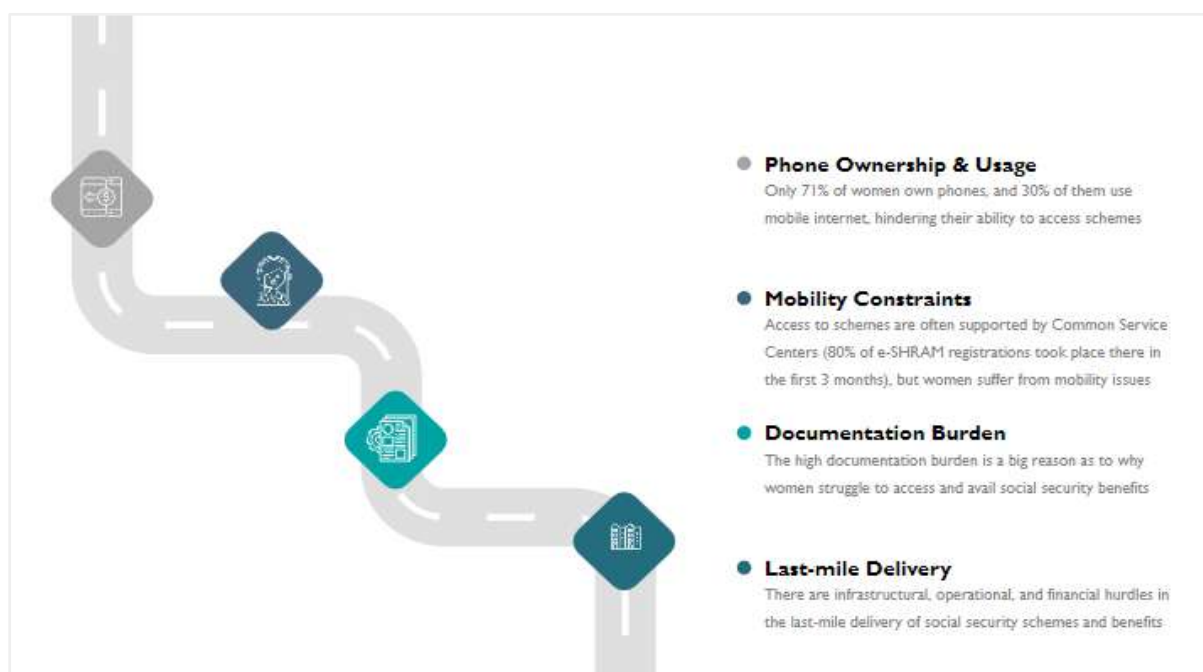 Phone Ownership & Usage
Only 71% of women own phones, and 30% of them use
mobile internet, hindering their ability to access schemes
Mobility Constraints
Access to schemes are often supported by Common Service
Centers (80% of e-SHRAM registrations took place there in
the first 3 months), but women suffer from mobility issues
Documentation Burden
The high documentation burden is a big reason as to why
women struggle to access and avail social security benefits
Last-mile Delivery
There are infrastructural, operational, and financial hurdles in
the last-mile delivery of social security schemes and benefits